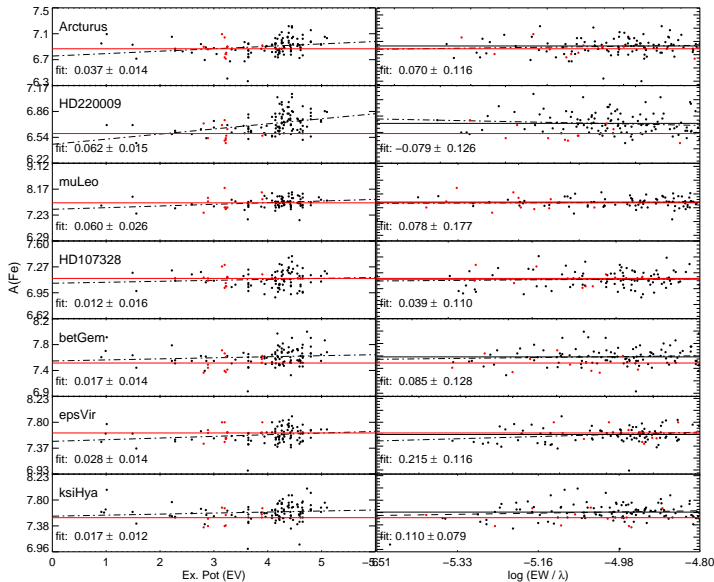 7.5
7.1
6.7
6.3
Arcturus
fit: 0.037 ± 0.014
0.070 ± 0.116
7.17
6.86
6.54
6.22
HD220009
fit: 0.062 ± 0.015
fit: −0.079 ± 0.126
9.12
8.17
7.23
6.29
muLeo
fit: 0.060 ± 0.026
fit: 0.078 ± 0.177
A(Fe)
7.60
7.27
6.95
6.62
HD107328
fit: 0.012 ± 0.016
fit: 0.039 ± 0.110
8.2
7.8
7.4
6.9
betGem
fit: 0.017 ± 0.014
fit: 0.085 ± 0.128
8.23
7.80
7.37
6.93
epsVir
fit: 0.028 ± 0.014
fit: 0.215 ± 0.116
8.23
7.80
7.38
6.96
ksiHya
fit: 0.017 ± 0.012
fit: 0.110 ± 0.079
0 1 2 3 4 5
−5.33 −5.16 −4.98 −4.80
Ex. Pot (EV)
log (EW / λ)